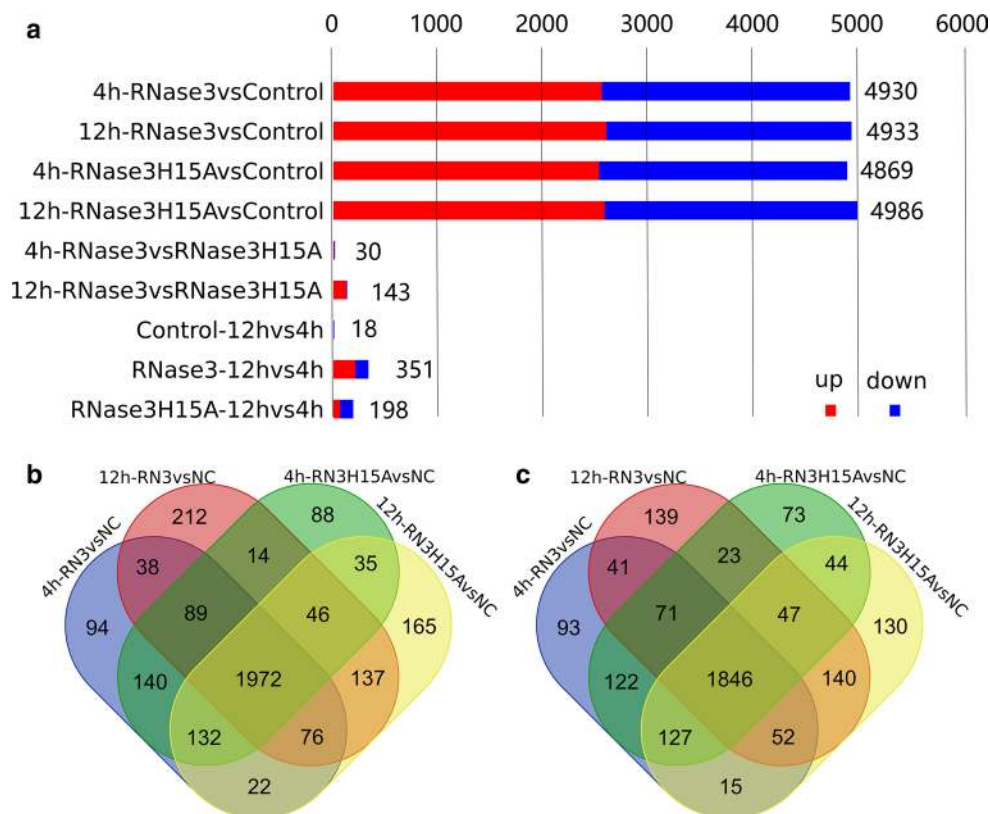 a
0 1000 2000 3000 4000 5000 6000
4h-RNase3vsControl 4930
12h-RNase3vsControl 4933
4h-RNase3H15AvsControl 4869
12h-RNase3H15AvsControl 4986
4h-RNase3vsRNase3H15A 30
12h-RNase3vsRNase3H15A 143
Control-12hvs4h 18
RNase3-12hvs4h 351
RNase3H15A-12hvs4h 198
up down
b
4h-RN3vsNC
12h-RN3vsNC
4h-RN3H15AvsNC
12h-RN3H15AvsNC
212 88
38 14 35
94 89 46 165
140 1972 137
132 76
22
c
4h-RN3vsNC
12h-RN3vsNC
4h-RN3H15AvsNC
12h-RN3H15AvsNC
139 73
41 23 44
93 71 47 130
122 1846 140
127 52
15